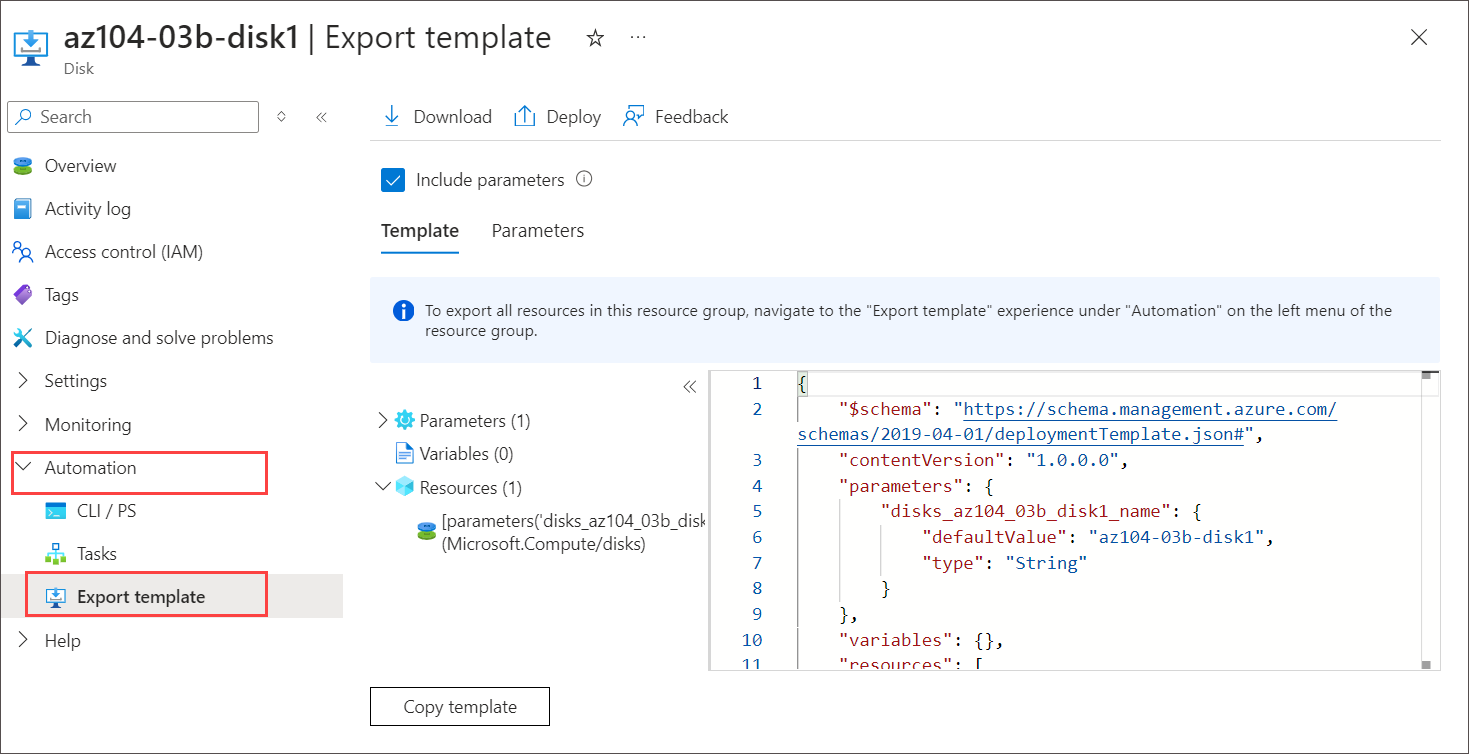 az104-03b-disk1 | Export template
Disk
Search
Overview
Activity log
Access control (IAM)
Tags
Diagnose and solve problems
Settings
Monitoring
Automation
CLI / PS
Tasks
Export template
Help
Download
Deploy
Feedback
Include parameters
Template
Parameters
To export all resources in this resource group, navigate to the "Export template" experience under "Automation" on the left menu of the
resource group.
Parameters (1)
Variables (0)
Resources (1)
[parameters('disks_az104_03b_disk
(Microsoft.Compute/disks)
1 {
2 "$schema": "https://schema.management.azure.com/
schemas/2019-04-01/deploymentTemplate.json#",
3 "contentVersion": "1.0.0.0",
4 "parameters": {
5 "disks_az104_03b_disk1_name": {
6 "defaultValue": "az104-03b-disk1",
7 "type": "String"
8 }
9 },
10 "variables": {},
11 "resources": [
Copy template